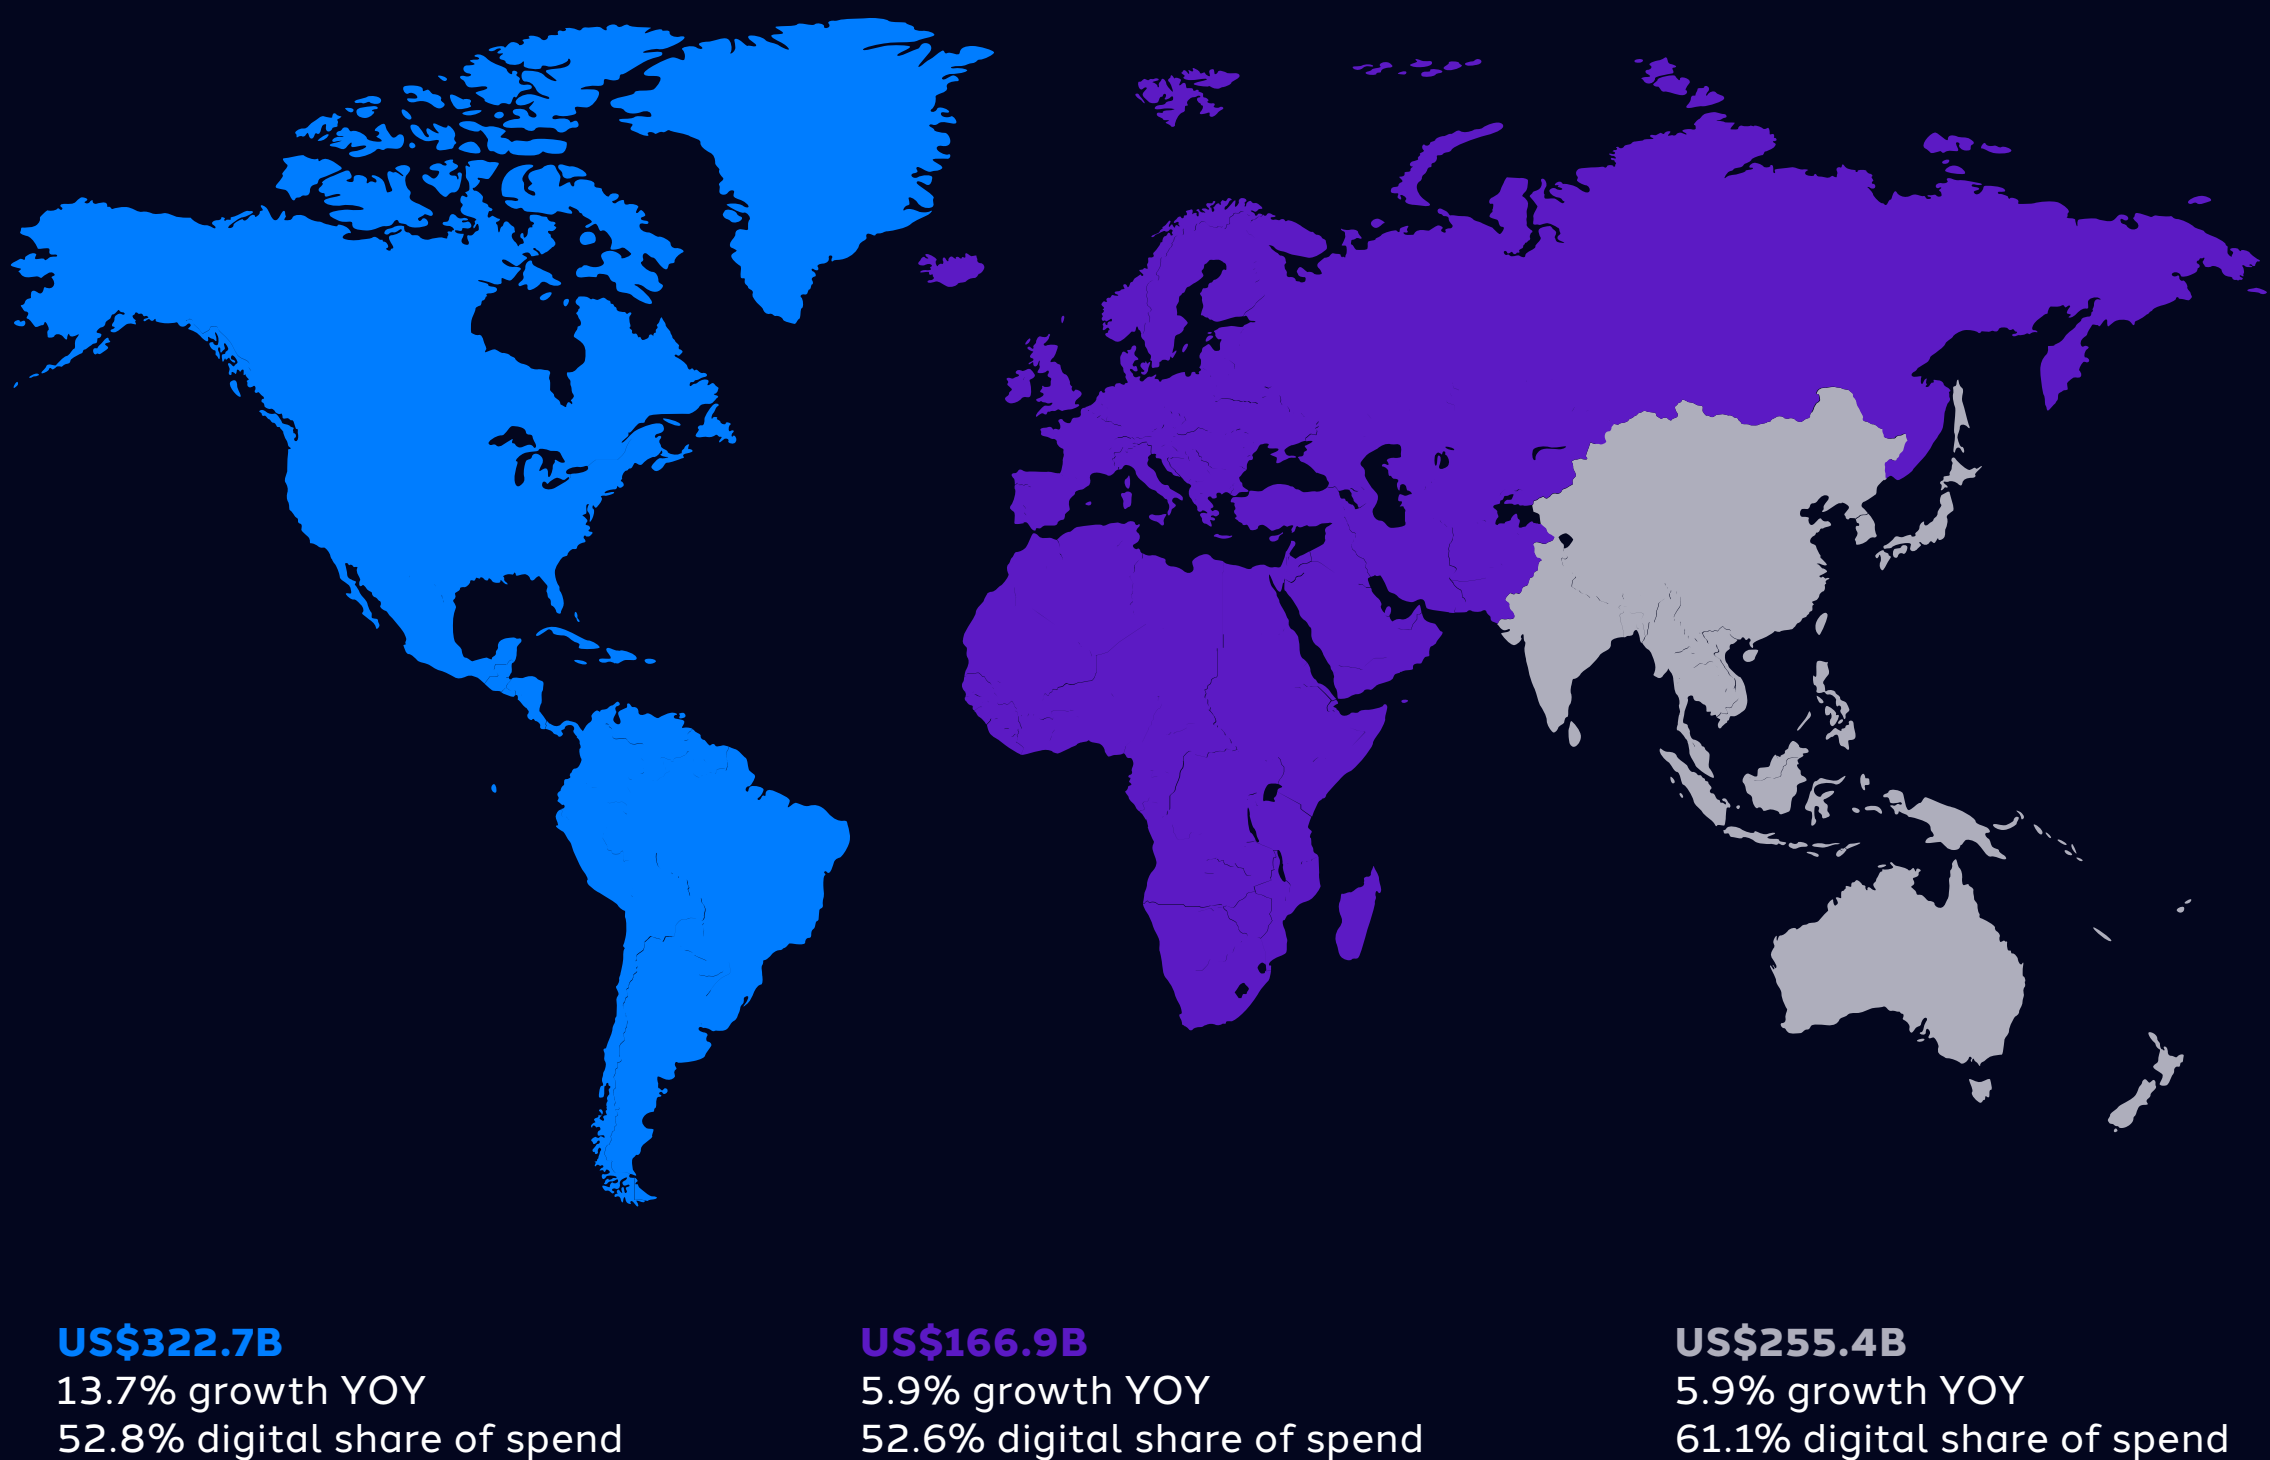 US$322.7B
13.7% growth YOY
52.8% digital share of spend
US$166.9B
5.9% growth YOY
52.6% digital share of spend
US$255.4B
5.9% growth YOY
61.1% digital share of spend